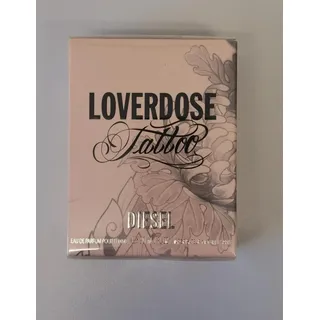 LOVERDOSE
Tattoo
DIESEL
EAU DE PARFUM POUR FEMME